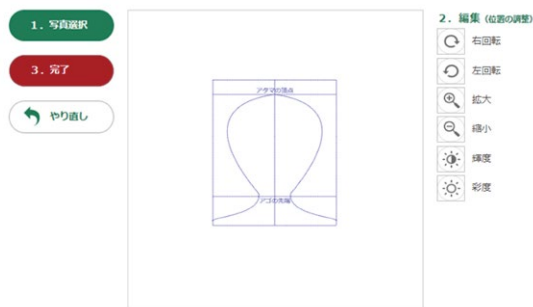 1. 写真選択
3. 完了
やり直し
アタマの頂点
アゴの先端
2. 編集(位置の調整)
右回転
左回転
拡大
縮小
輝度
彩度